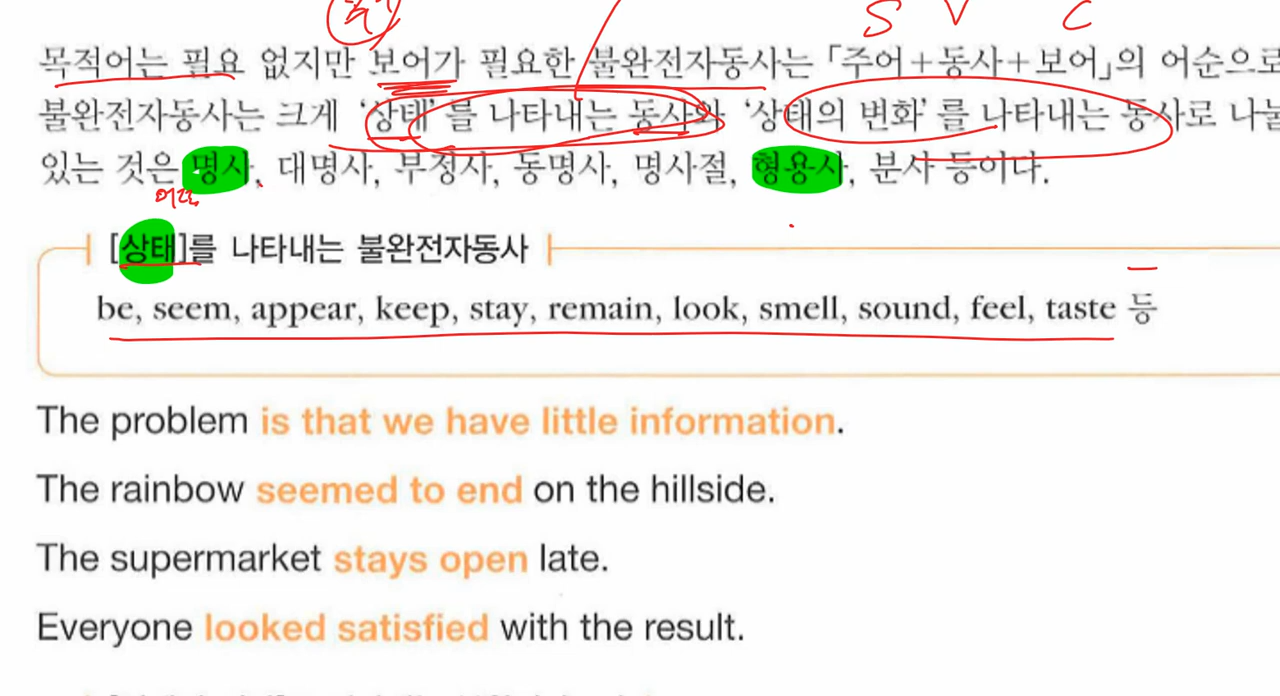 S V C
목적어는 필요 없지만 보어가 필요한 불완전자동사는 「주어+동사+보어」의 어순으로
불완전자동사는 크게 ‘상태’를 나타내는 동사와 ‘상태의 변화’를 나타내는 동사로 나눌
있는 것은 명사, 대명사, 부정사, 동명사, 명사절, 형용사, 분사 등이다.
[상태]를 나타내는 불완전자동사
be, seem, appear, keep, stay, remain, look, smell, sound, feel, taste 등
The problem is that we have little information.
The rainbow seemed to end on the hillside.
The supermarket stays open late.
Everyone looked satisfied with the result.